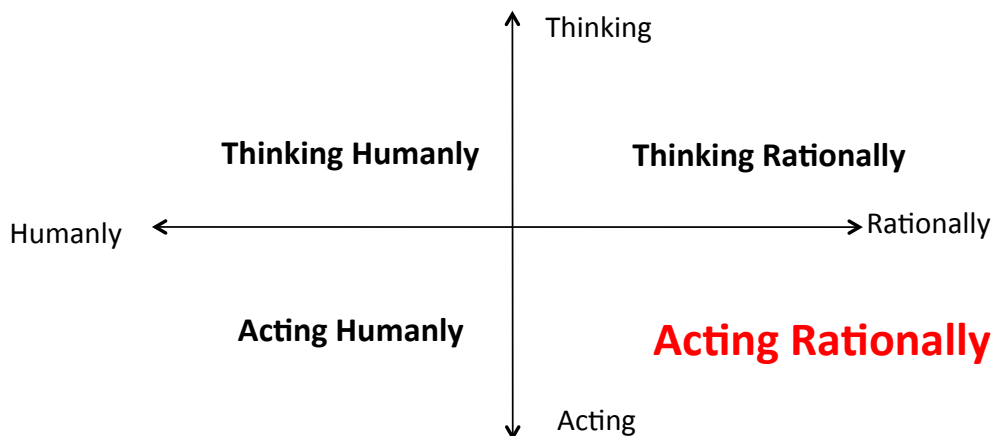 Thinking
Thinking Humanly
Thinking Rationally
Humanly
Rationally
Acting Humanly
Acting Rationally
Acting